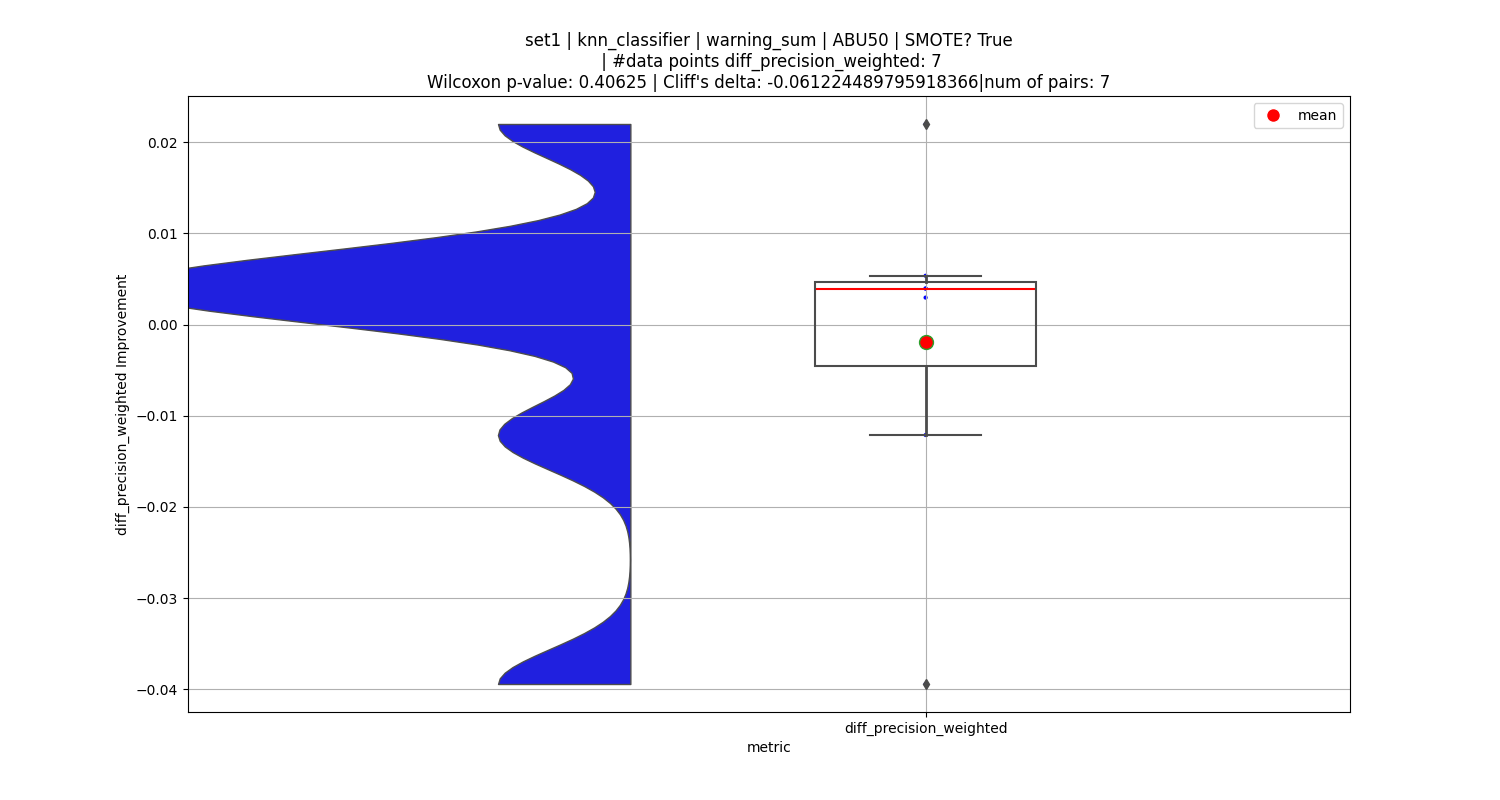 set1 | knn_classifier | warning_sum | ABU50 | SMOTE? True
| #data points diff_precision_weighted: 7
Wilcoxon p-value: 0.40625 | Cliff's delta: -0.061224489795918366|num of pairs: 7
mean
0.02
0.01
0.00
−0.01
−0.02
−0.03
−0.04
diff_precision_weighted Improvement
diff_precision_weighted
metric